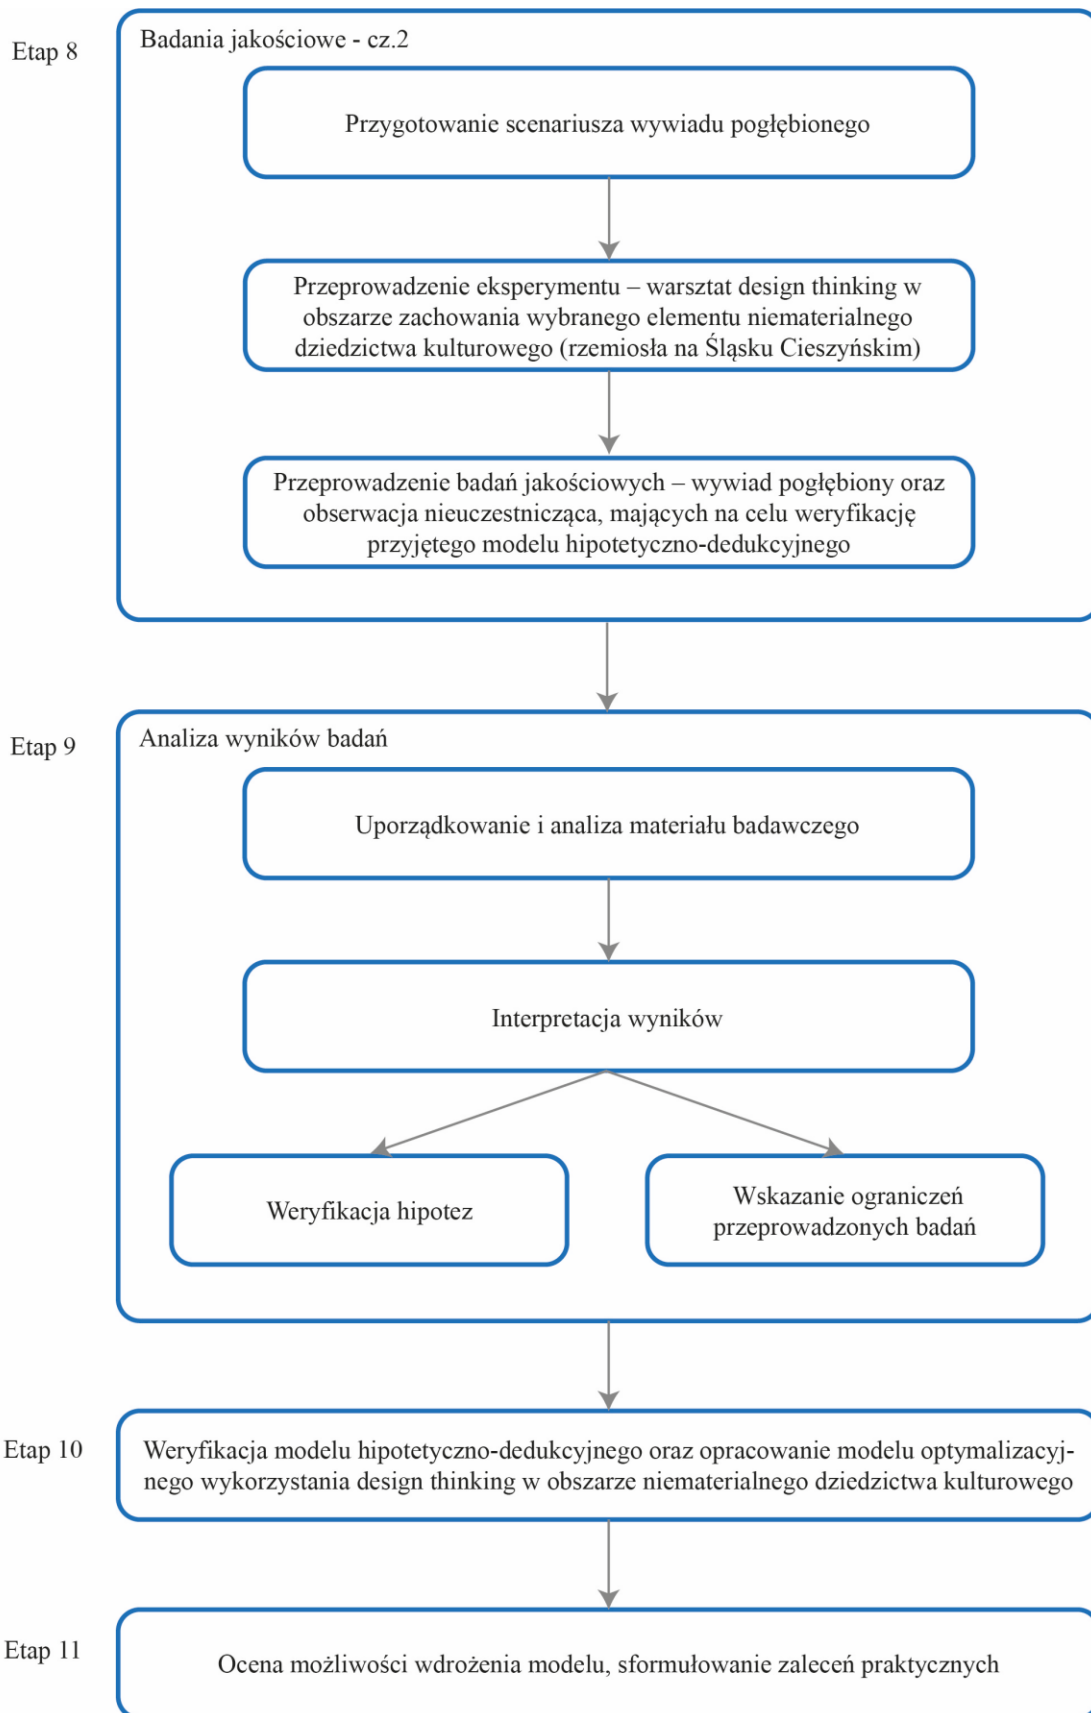 Etap 8
Badania jakościowe - cz.2
Przygotowanie scenariusza wywiadu pogłębionego
Przeprowadzenie eksperymentu – warsztat design thinking w
obszarze zachowania wybranego elementu niematerialnego
dziedzictwa kulturowego (rzemiosła na Śląsku Cieszyńskim)
Przeprowadzenie badań jakościowych – wywiad pogłębiony oraz
obserwacja nieuczestnicząca, mających na celu weryfikację
przyjętego modelu hipotetyczno-dedukcyjnego
Etap 9
Analiza wyników badań
Uporządkowanie i analiza materiału badawczego
Interpretacja wyników
Weryfikacja hipotez
Wskazanie ograniczeń
przeprowadzonych badań
Etap 10
Weryfikacja modelu hipotetyczno-dedukcyjnego oraz opracowanie modelu optymalizacyj-
nego wykorzystania design thinking w obszarze niematerialnego dziedzictwa kulturowego
Etap 11
Ocena możliwości wdrożenia modelu, sformułowanie zaleceń praktycznych